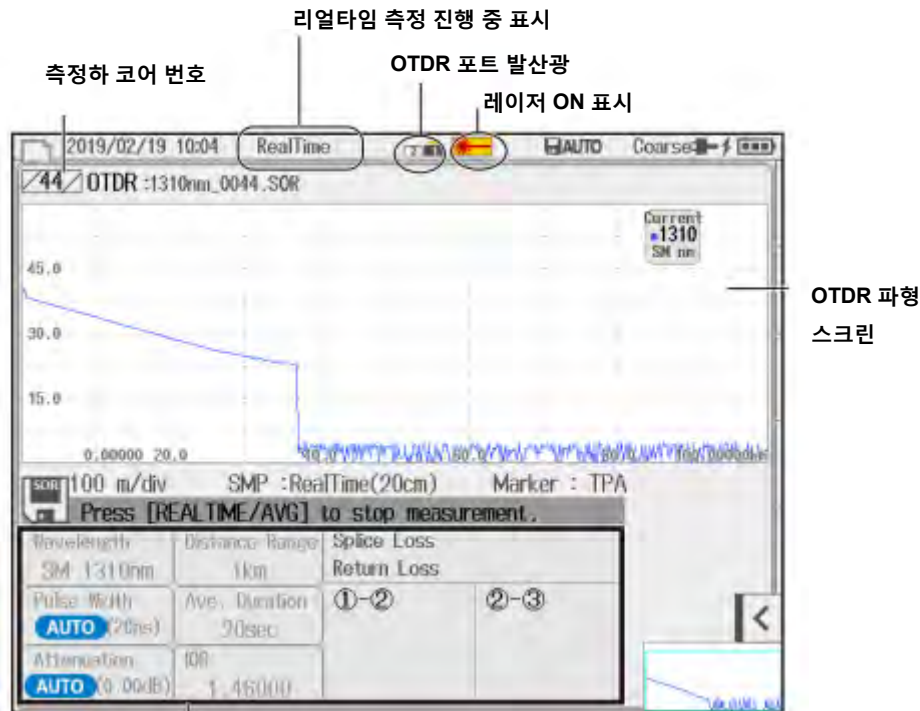 리얼타임 측정 진행 중 표시
측정하 코어 번호
OTDR 포트 발산광
레이저 ON 표시
2019/02/19 10:04 RealTime AUTO Coarse
44 OTDR :1310nm_0044.SOR
Current
1310
SM nm
45.0
OTDR 파형
스크린
30.0
15.0
0.00000 20.0
SOR 100 m/div SMP :RealTime(20cm) Marker : TPA
Press [REALTIME/AVG] to stop measurement.
Wavelength Distance Range Splice Loss
SM 1310nm 1km Return Loss
Pulse Width Ave. Duration ①-② ②-③
AUTO (20ns) 20sec
Attenuation IOR
AUTO (0.00dB) 1.46000